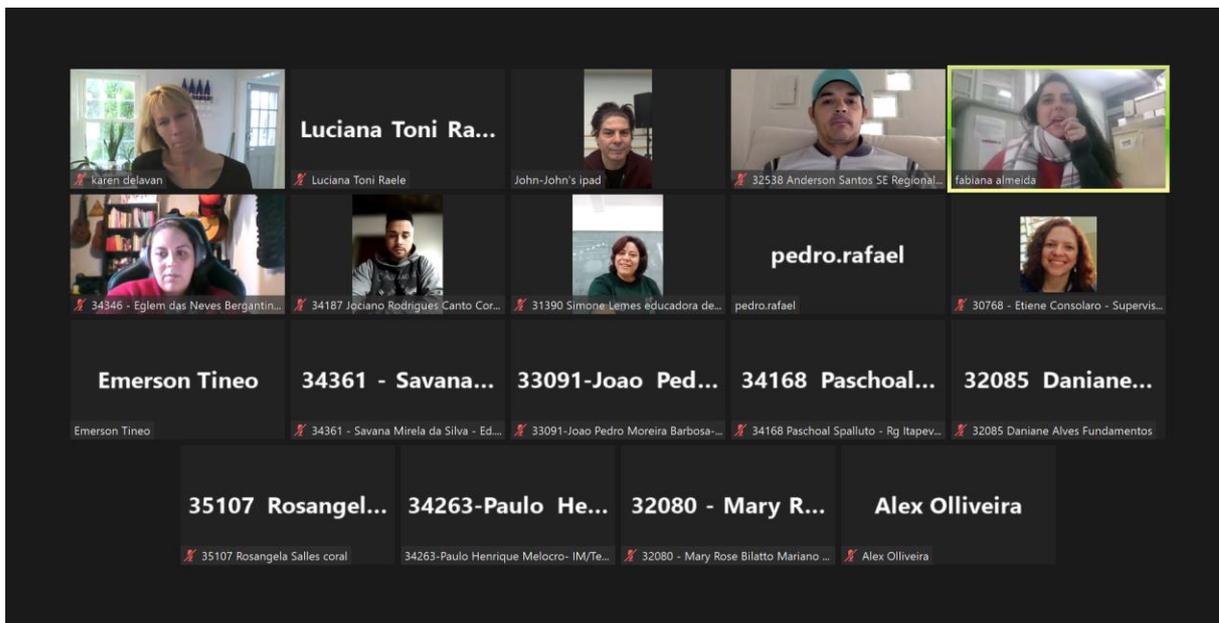 karen delavan
Luciana Toni Ra...
Luciana Toni Raele
John-John's ipad
32538 Anderson Santos SE Regional...
fabiana almeida
34346 - Eglem das Neves Bergantin...
34187 Jociano Rodrigues Canto Cor...
31390 Simone Lemes educadora de...
pedro.rafael
pedro.rafael
30768 - Etiene Consolaro - Supervis...
Emerson Tineo
Emerson Tineo
34361 - Savana...
34361 - Savana Mirela da Silva - Ed....
33091-Joao Ped...
33091-Joao Pedro Moreira Barbosa-...
34168 Paschoal...
34168 Paschoal Spalluto - Rg Itapev...
32085 Daniane...
32085 Daniane Alves Fundamentos
35107 Rosangel...
35107 Rosangela Salles coral
34263-Paulo He...
34263-Paulo Henrique Melocro- IM/Te...
32080 - Mary R...
32080 - Mary Rose Bilatto Mariano ...
Alex Olliveira
Alex Olliveira